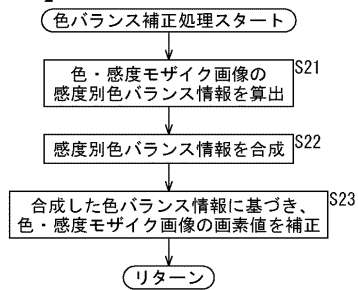 色バランス補正処理スタート
S21
色・感度モザイク画像の
感度別色バランス情報を算出
S22
感度別色バランス情報を合成
S23
合成した色バランス情報に基づき、
色・感度モザイク画像の画素値を補正
リターン